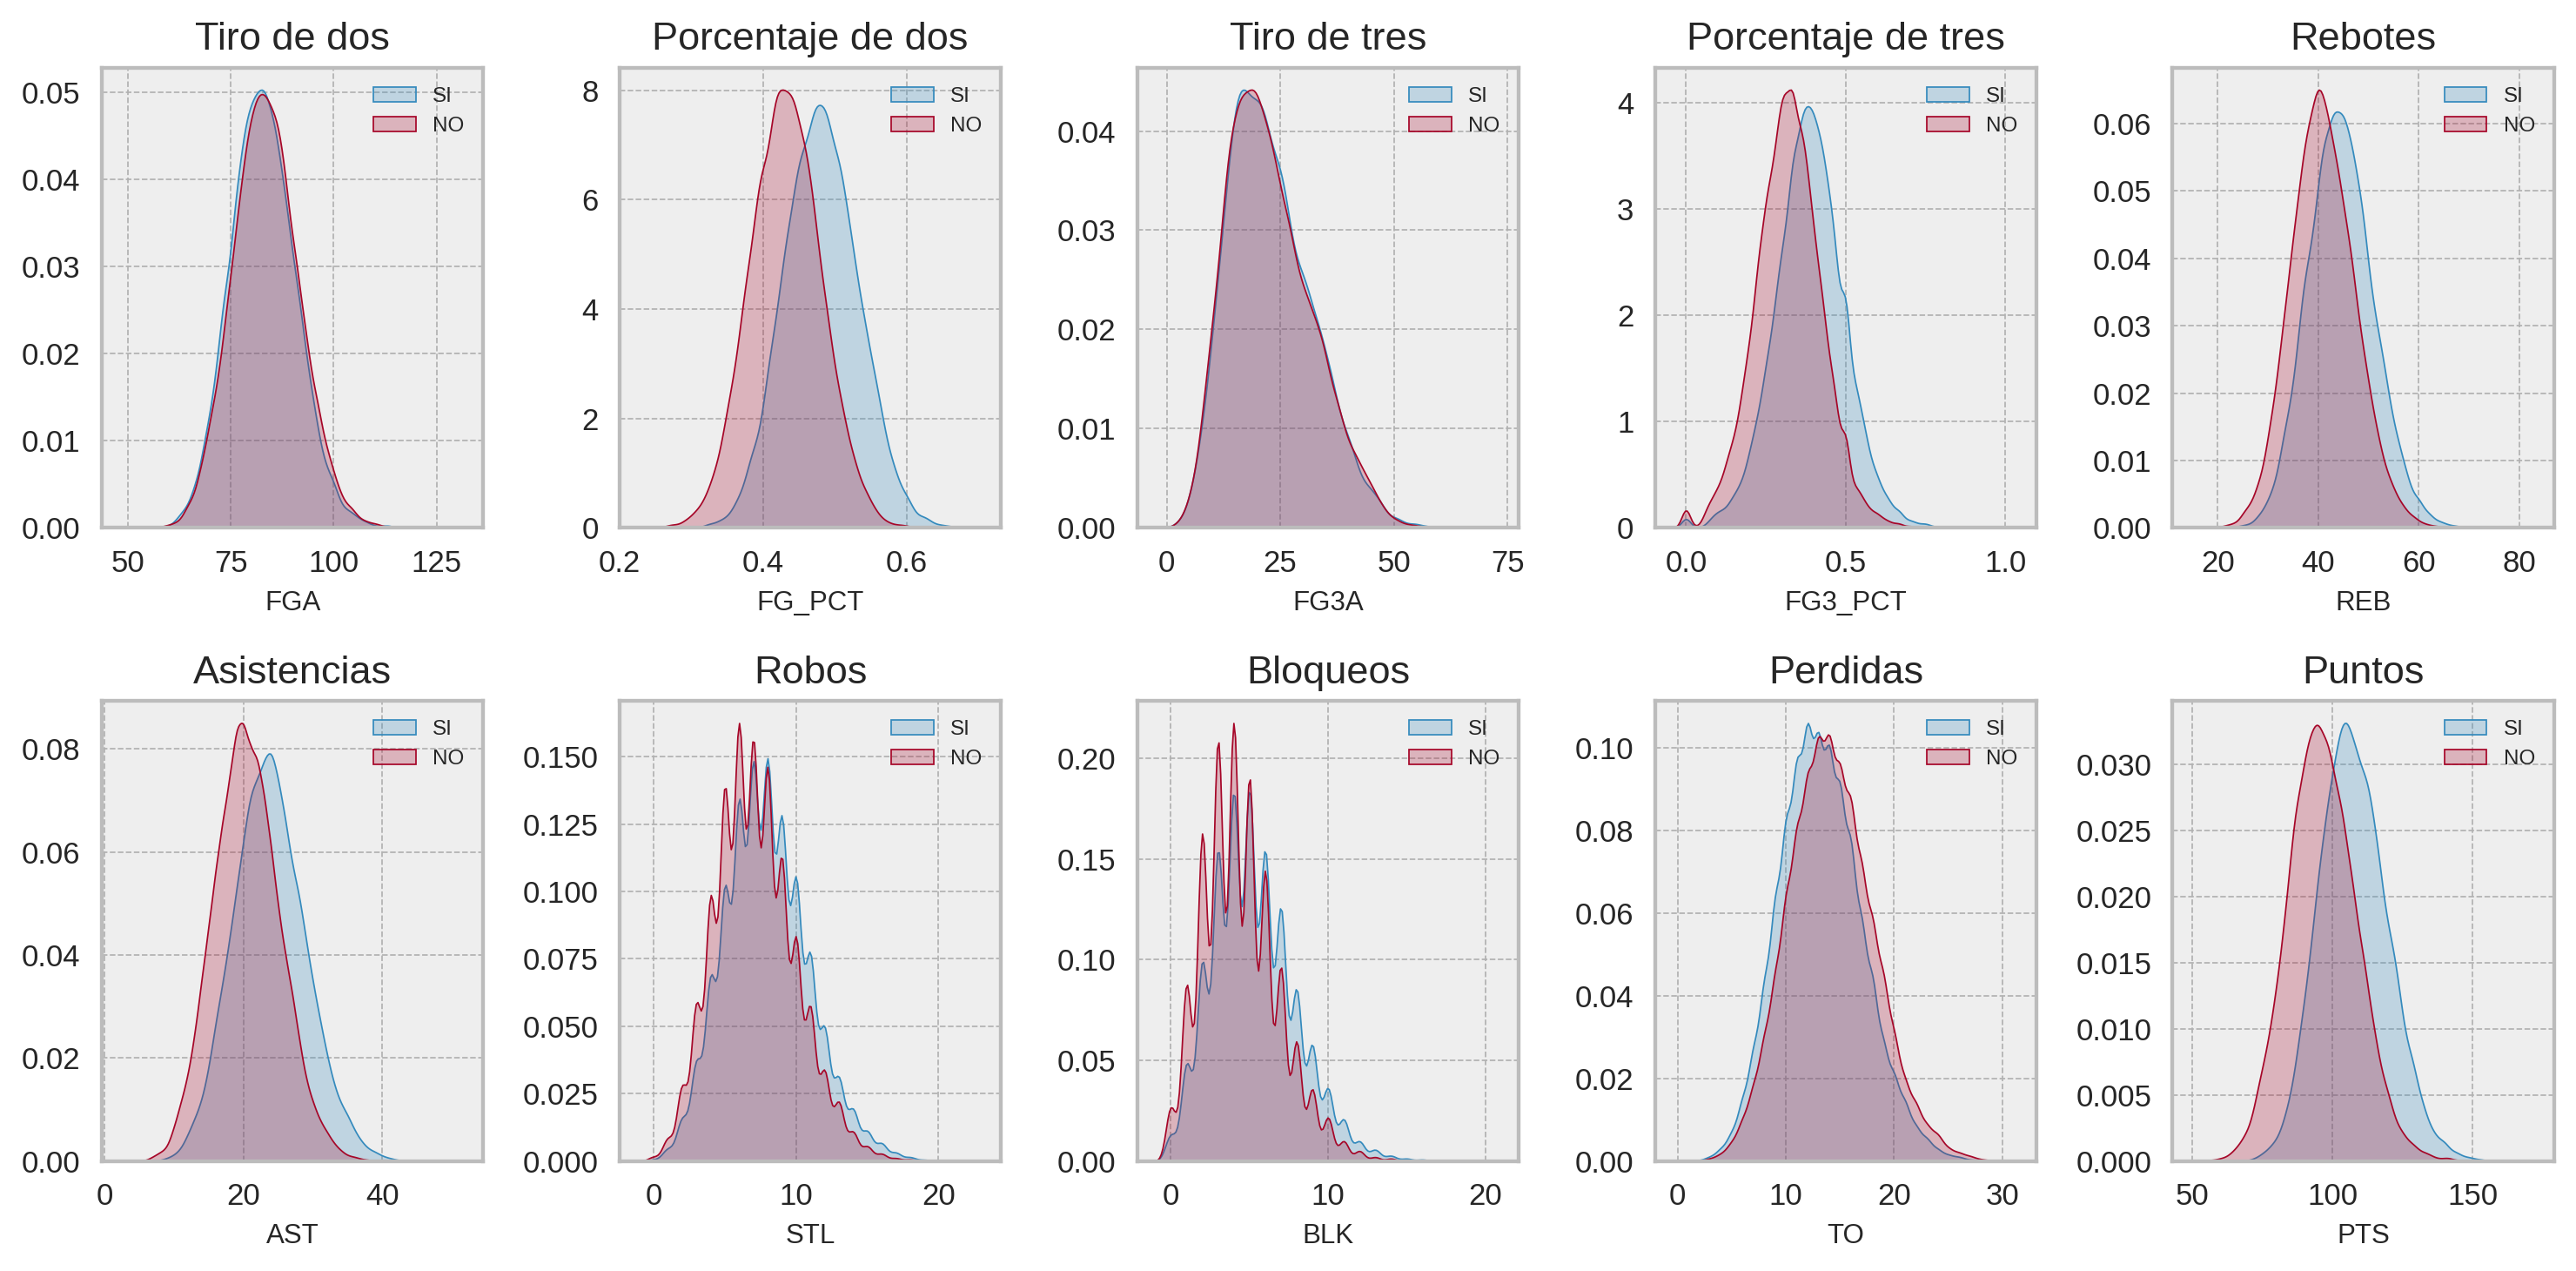 Tiro de dos
0.05
0.04
0.03
0.02
0.01
0.00
SI
NO
50 75 100 125
FGA
Porcentaje de dos
8
6
4
2
0
SI
NO
0.2 0.4 0.6
FG_PCT
Tiro de tres
0.04
0.03
0.02
0.01
0.00
SI
NO
0 25 50 75
FG3A
Porcentaje de tres
4
3
2
1
0
SI
NO
0.0 0.5 1.0
FG3_PCT
Rebotes
0.06
0.05
0.04
0.03
0.02
0.01
0.00
SI
NO
20 40 60 80
REB
Asistencias
0.08
0.06
0.04
0.02
0.00
SI
NO
0 20 40
AST
Robos
0.150
0.125
0.100
0.075
0.050
0.025
0.000
SI
NO
0 10 20
STL
Bloqueos
0.20
0.15
0.10
0.05
0.00
SI
NO
0 10 20
BLK
Perdidas
0.10
0.08
0.06
0.04
0.02
0.00
SI
NO
0 10 20 30
TO
Puntos
0.030
0.025
0.020
0.015
0.010
0.005
0.000
SI
NO
50 100 150
PTS